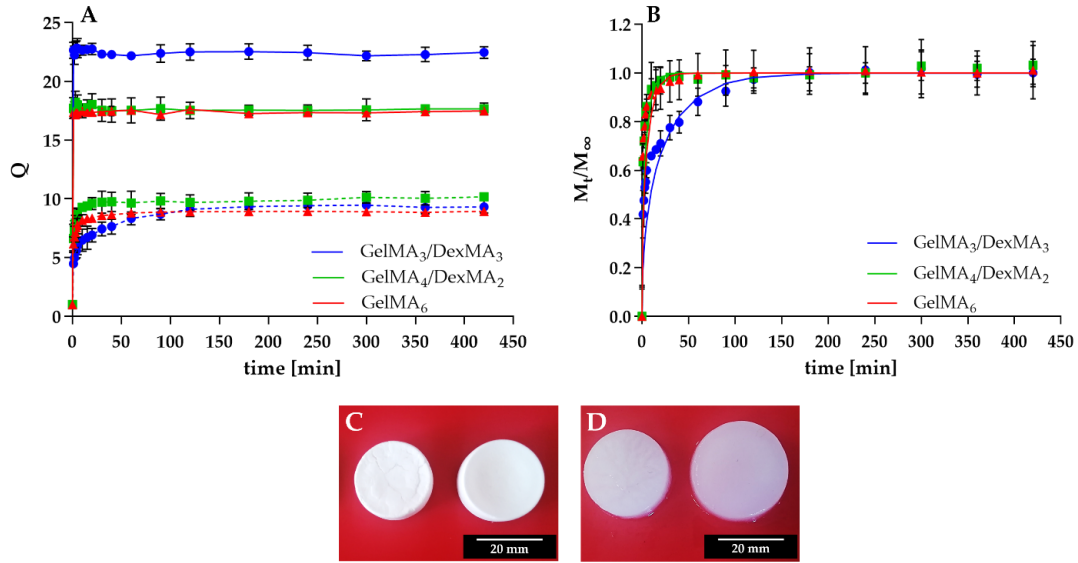 A
25
20
15
10
5
0
Q
0 50 100 150 200 250 300 350 400 450
time [min]
GelMA₃/DexMA₃
GelMA₄/DexMA₂
GelMA₆
B
1.2
1.0
0.8
0.6
0.4
0.2
0.0
Mₜ/M∞
0 50 100 150 200 250 300 350 400 450
time [min]
GelMA₃/DexMA₃
GelMA₄/DexMA₂
GelMA₆
C
20 mm
D
20 mm